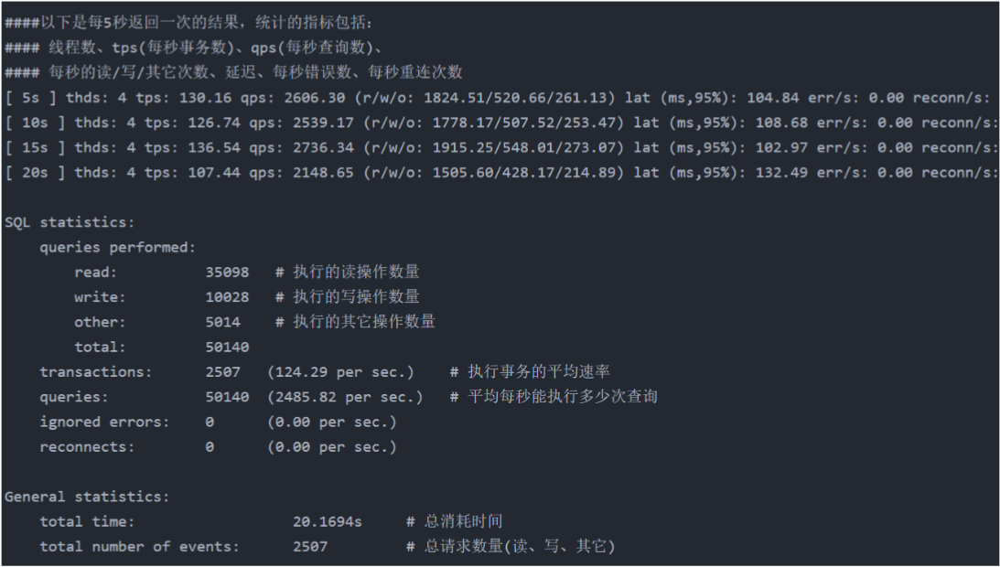 ####以下是每5秒返回一次的结果，统计的指标包括：
#### 线程数、tps(每秒事务数)、qps(每秒查询数)、
#### 每秒的读/写/其它次数、延迟、每秒错误数、每秒重连次数
[ 5s ] thds: 4 tps: 130.16 qps: 2606.30 (r/w/o: 1824.51/520.66/261.13) lat (ms,95%): 104.84 err/s: 0.00 reconn/s:
[ 10s ] thds: 4 tps: 126.74 qps: 2539.17 (r/w/o: 1778.17/507.52/253.47) lat (ms,95%): 108.68 err/s: 0.00 reconn/s:
[ 15s ] thds: 4 tps: 136.54 qps: 2736.34 (r/w/o: 1915.25/548.01/273.07) lat (ms,95%): 102.97 err/s: 0.00 reconn/s:
[ 20s ] thds: 4 tps: 107.44 qps: 2148.65 (r/w/o: 1505.60/428.17/214.89) lat (ms,95%): 132.49 err/s: 0.00 reconn/s:
SQL statistics:
queries performed:
read: 35098 # 执行的读操作数量
write: 10028 # 执行的写操作数量
other: 5014 # 执行的其它操作数量
total: 50140
transactions: 2507 (124.29 per sec.) # 执行事务的平均速率
queries: 50140 (2485.82 per sec.) # 平均每秒能执行多少次查询
ignored errors: 0 (0.00 per sec.)
reconnects: 0 (0.00 per sec.)
General statistics:
total time: 20.1694s # 总消耗时间
total number of events: 2507 # 总请求数量(读、写、其它)